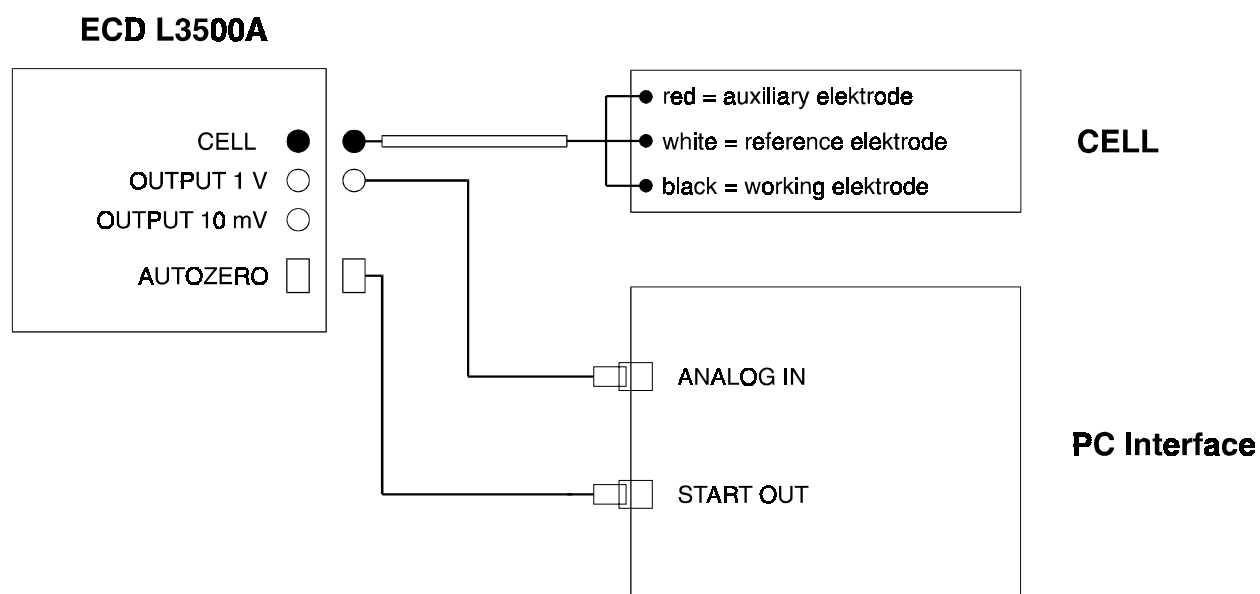 ECD L3500A
CELL
OUTPUT 1 V
OUTPUT 10 mV
AUTOZERO
red = auxiliary elektrode
white = reference elektrode
black = working elektrode
CELL
ANALOG IN
START OUT
PC Interface